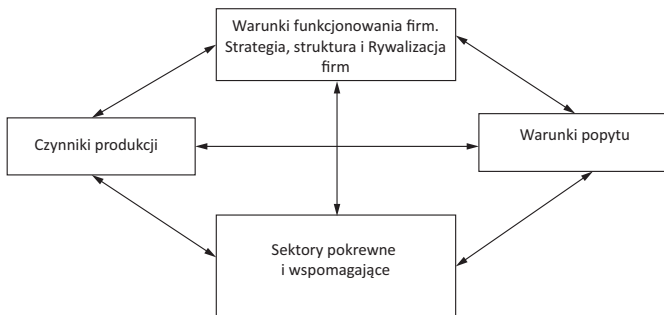 Warunki funkcjonowania firm.
Strategia, struktura i Rywalizacja
firm
Czynniki produkcji
Warunki popytu
Sektory pokrewne
i wspomagające